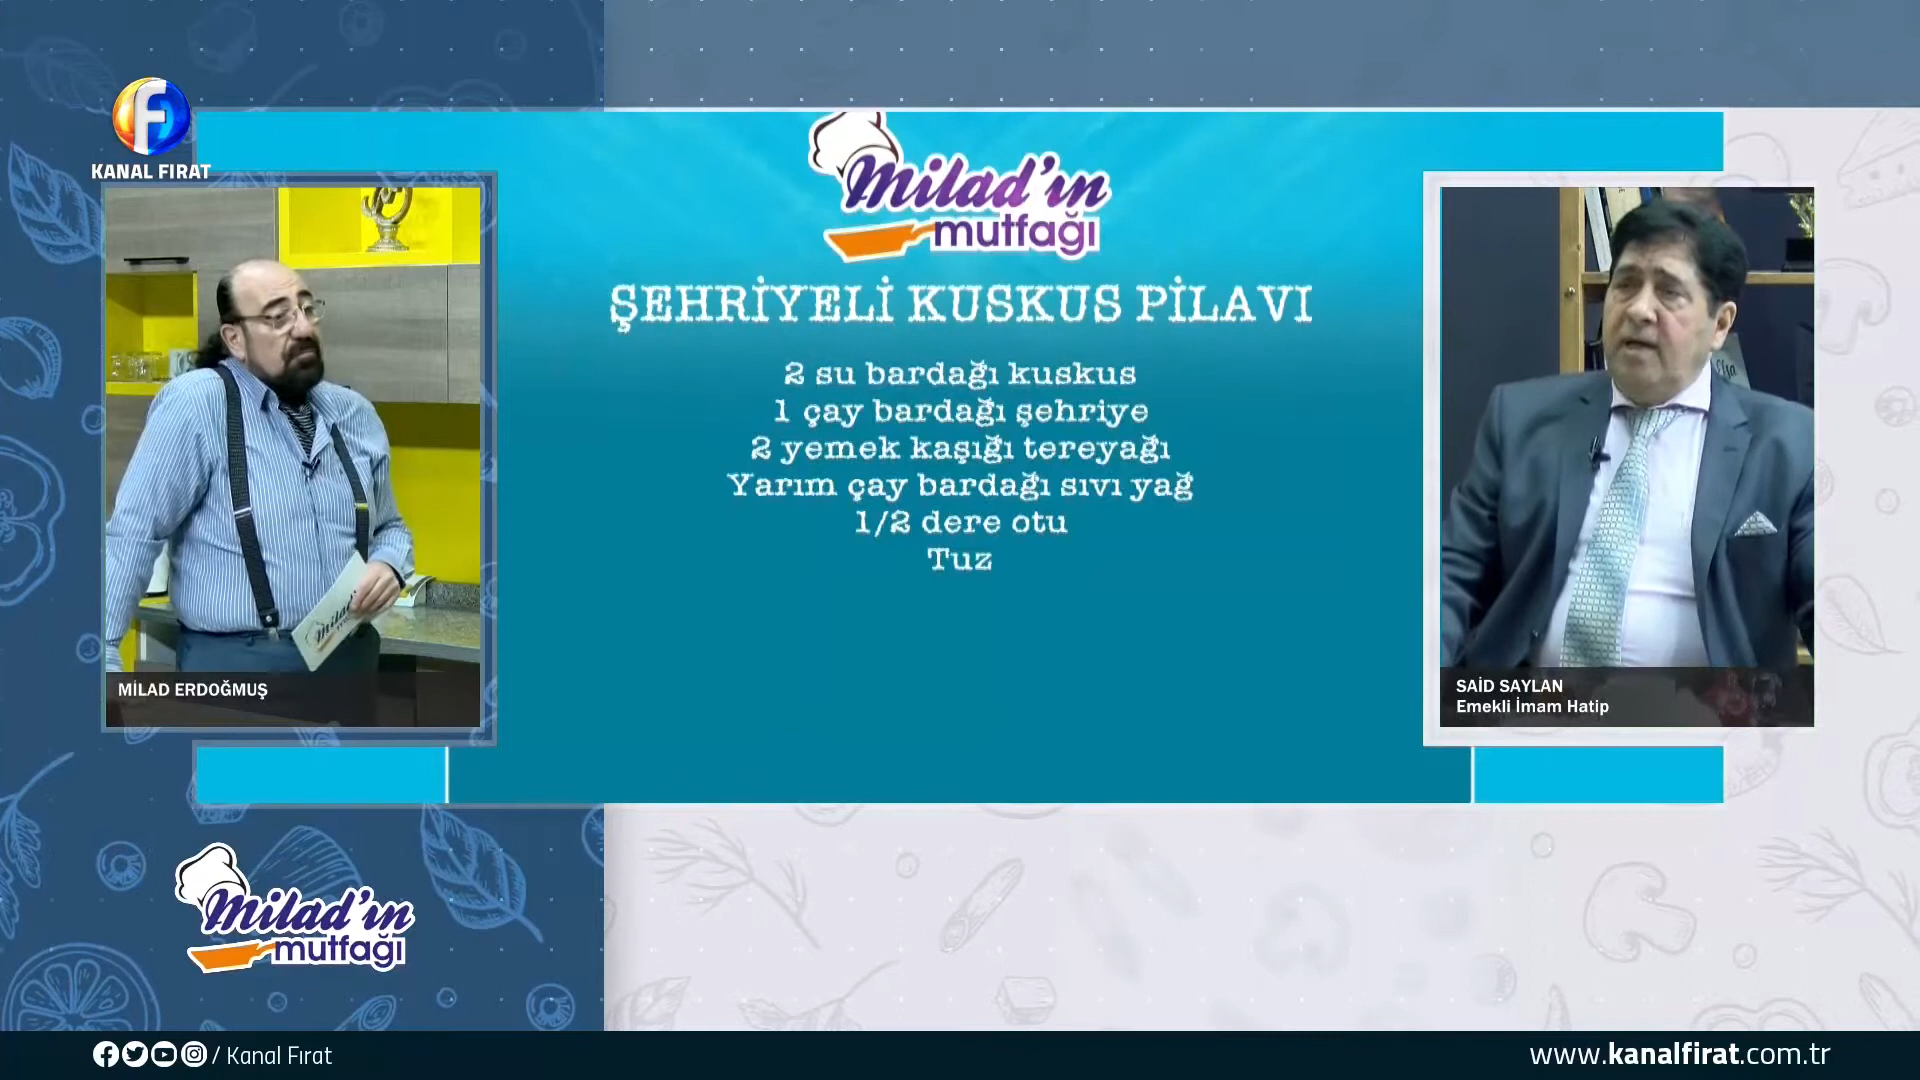 KANAL FIRAT
Milad'ın
mutfağı
ŞEHRİYELİ KUSKUS PİLAVI
2 su bardağı kuskus
1 çay bardağı şehriye
2 yemek kaşığı tereyağı
Yarım çay bardağı sıvı yağ
1/2 dere otu
Tuz
MİLAD ERDOĞMUŞ
SAİD SAYLAN
Emekli İmam Hatip
Milad'ın
mutfağı
/ Kanal Fırat
www.kanalfirat.com.tr